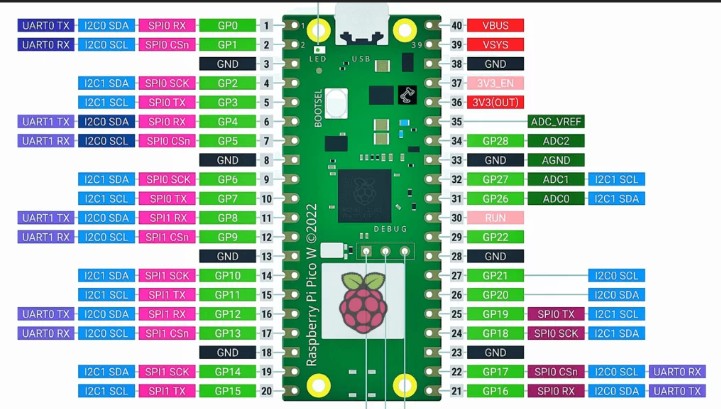 UART0 TX I2C0 SDA SPI0 RX GP0 1 1 40 VBUS
UART0 RX I2C0 SCL SPI0 CSn GP1 2 2 39 39 VSYS
GND 3 LED USB 38 GND
I2C1 SDA SPI0 SCK GP2 4 37 3V3_EN
I2C1 SCL SPI0 TX GP3 5 BOOTSEL 36 3V3(OUT)
UART1 TX I2C0 SDA SPI0 RX GP4 6 35 ADC_VREF
UART1 RX I2C0 SCL SPI0 CSn GP5 7 34 GP28 ADC2
GND 8 33 GND AGND
I2C1 SDA SPI0 SCK GP6 9 32 GP27 ADC1 I2C1 SCL
I2C1 SCL SPI0 TX GP7 10 31 GP26 ADC0 I2C1 SDA
UART1 TX I2C0 SDA SPI1 RX GP8 11 30 RUN
UART1 RX I2C0 SCL SPI1 CSn GP9 12 DEBUG 29 GP22
GND 13 28 GND
I2C1 SDA SPI1 SCK GP10 14 27 GP21 I2C0 SCL
I2C1 SCL SPI1 TX GP11 15 26 GP20 I2C0 SDA
UART0 TX I2C0 SDA SPI1 RX GP12 16 25 GP19 SPI0 TX I2C1 SCL
UART0 RX I2C0 SCL SPI1 CSn GP13 17 24 GP18 SPI0 SCK I2C1 SDA
GND 18 23 GND
I2C1 SDA SPI1 SCK GP14 19 22 GP17 SPI0 CSn I2C0 SCL UART0 RX
I2C1 SCL SPI1 TX GP15 20 21 GP16 SPI0 RX I2C0 SDA UART0 TX
Raspberry Pi Pico W ©2022